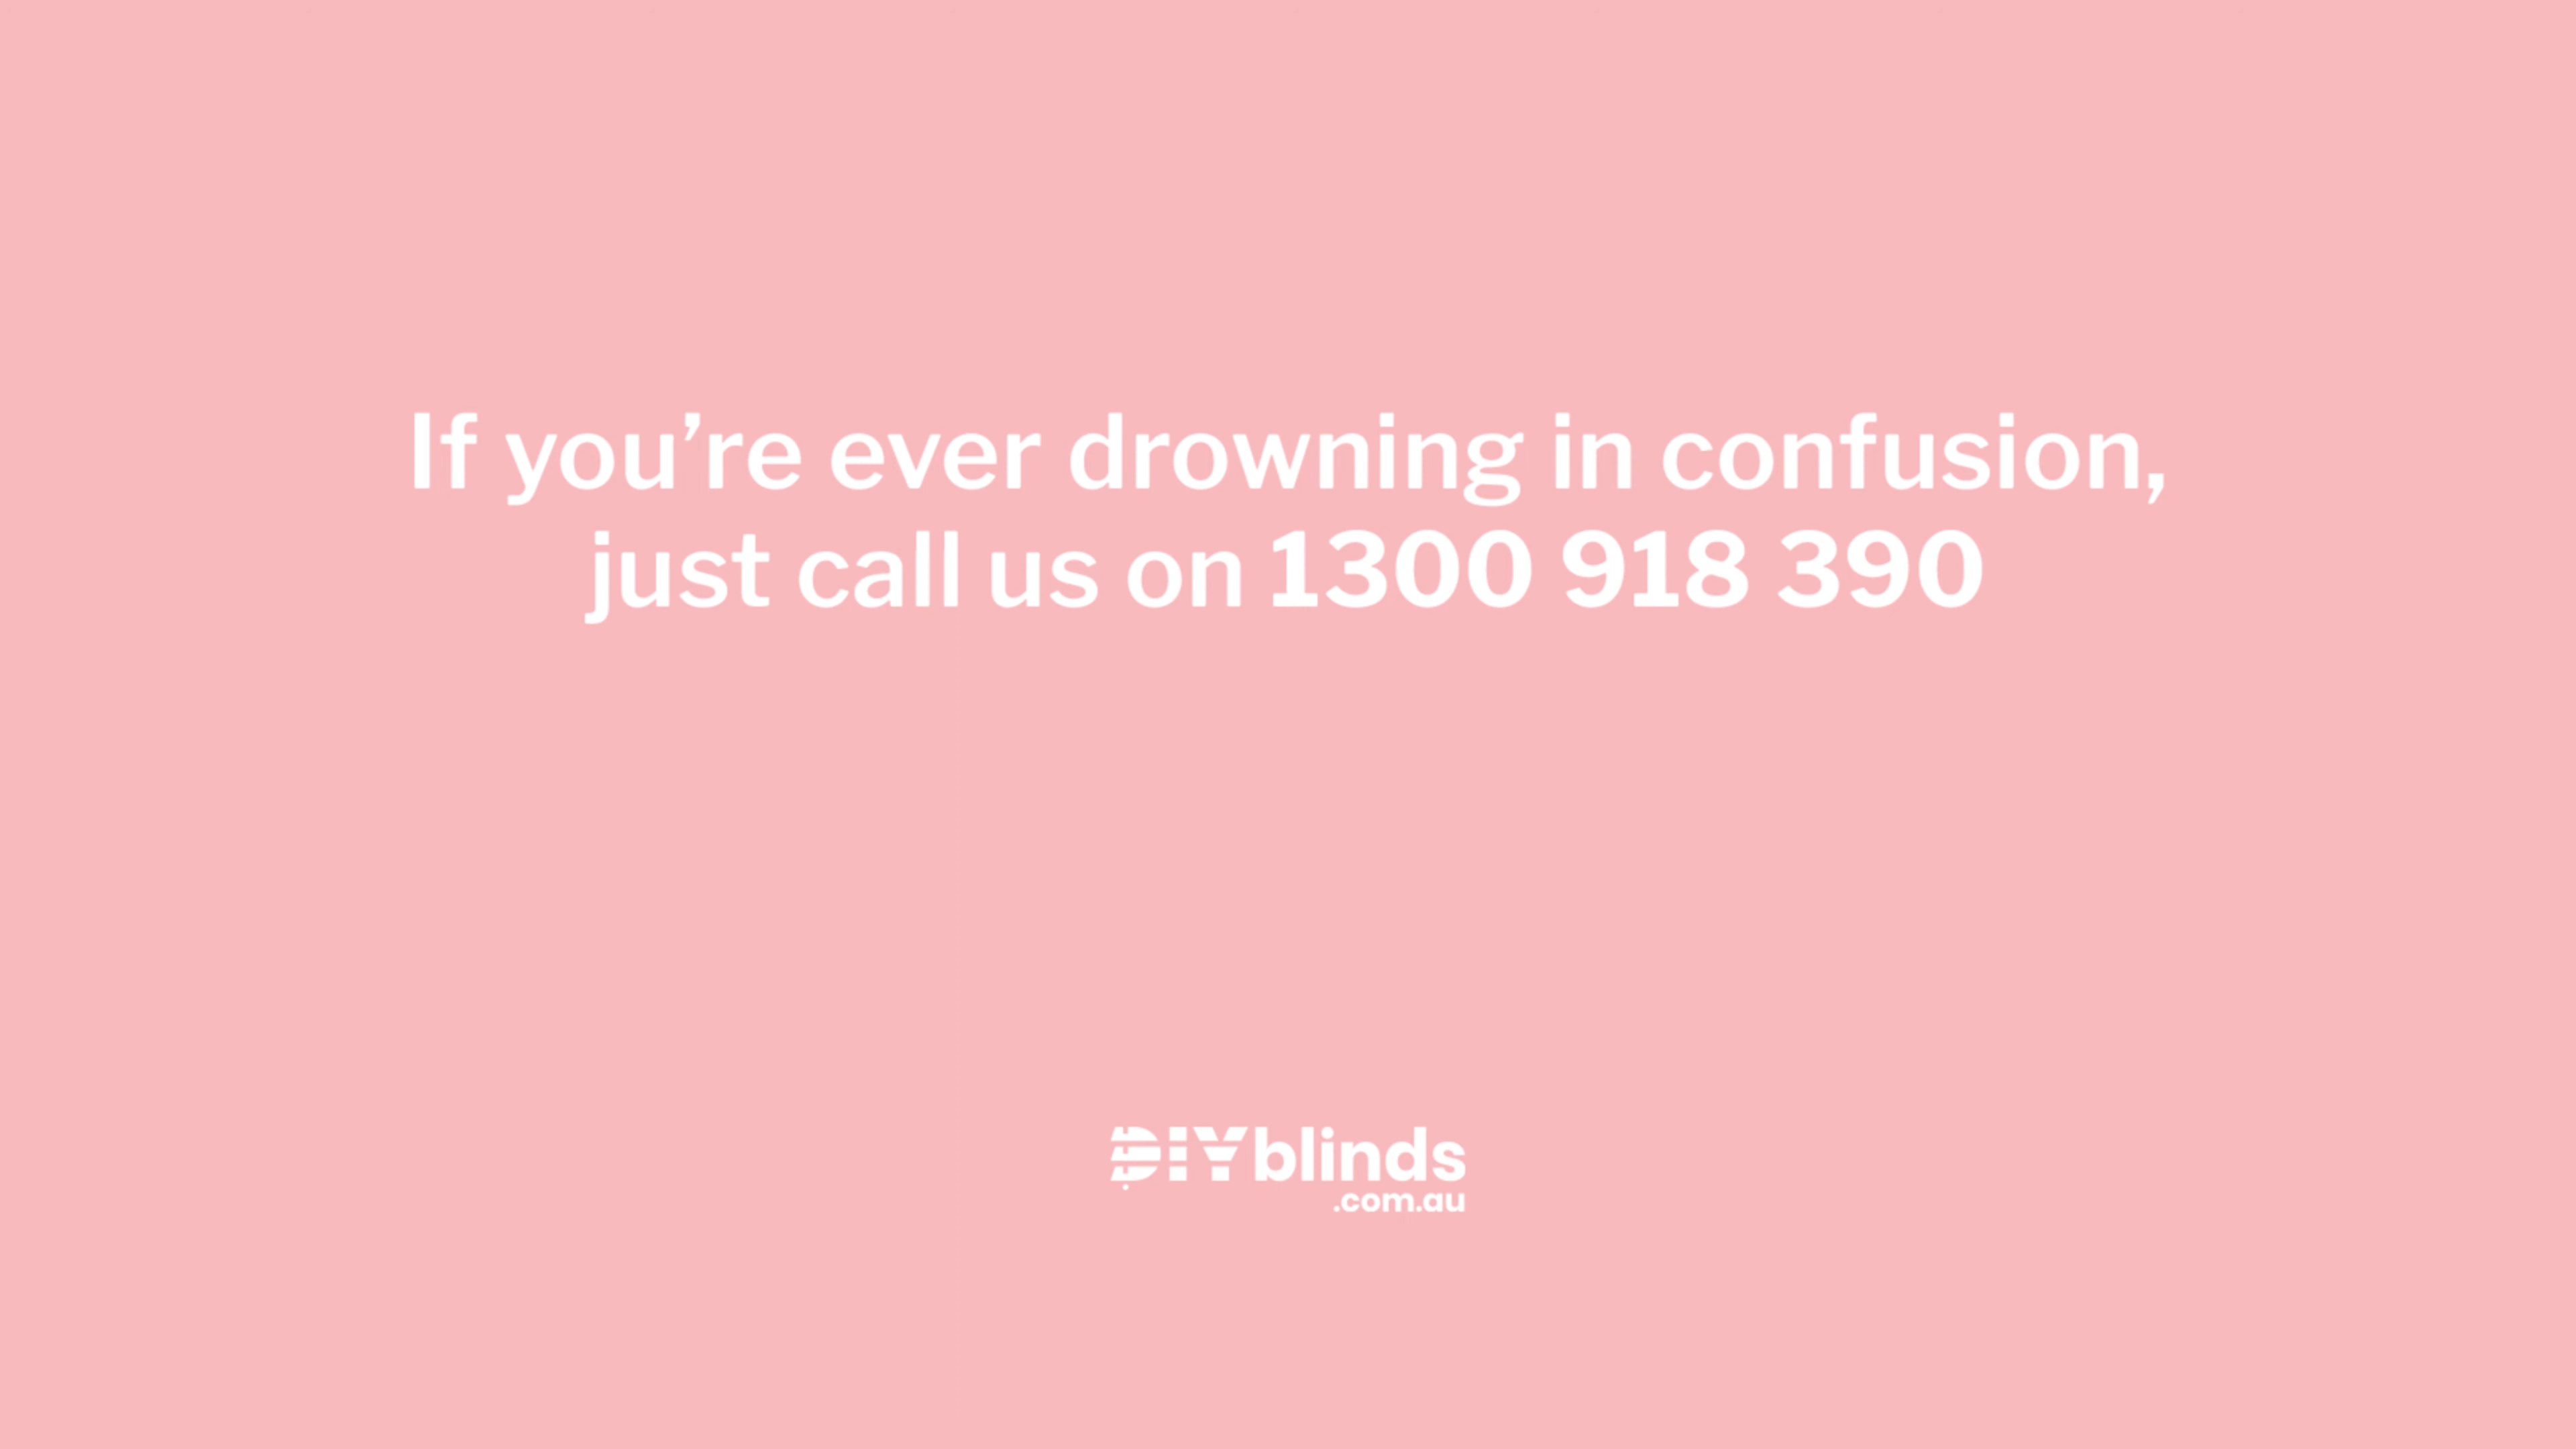 If you’re ever drowning in confusion,
just call us on 1300 918 390
DIYblinds
.com.au